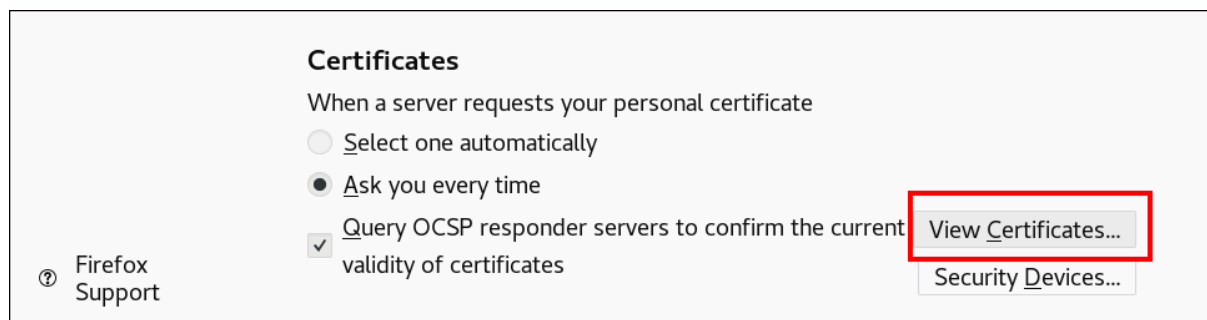 Certificates
When a server requests your personal certificate
Select one automatically
Ask you every time
Query OCSP responder servers to confirm the current
validity of certificates
View Certificates...
Security Devices...
Firefox
Support